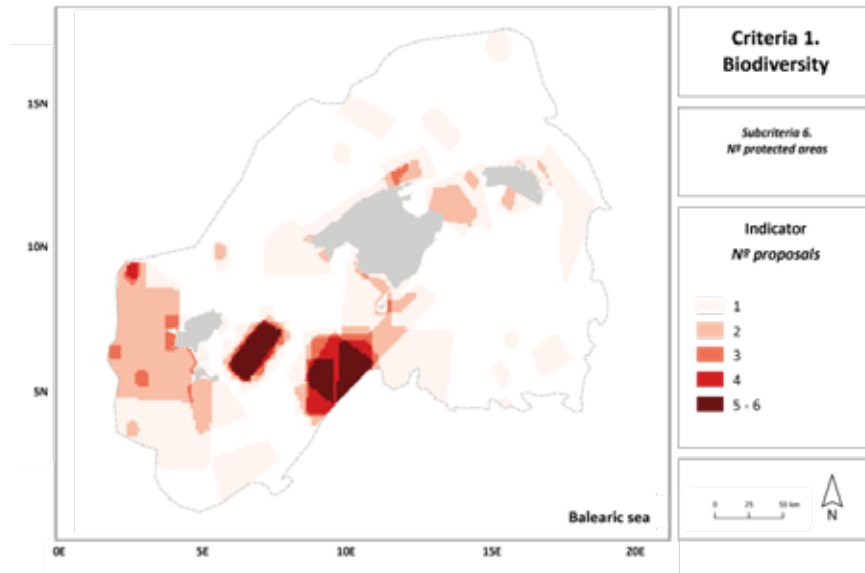 Criteria 1.
Biodiversity
Subcriteria 6.
Nº protected areas
Indicator
Nº proposals
1
2
3
4
5 - 6
0 25 50 km
N
15N
10N
5N
Balearic sea
0E 5E 10E 15E 20E